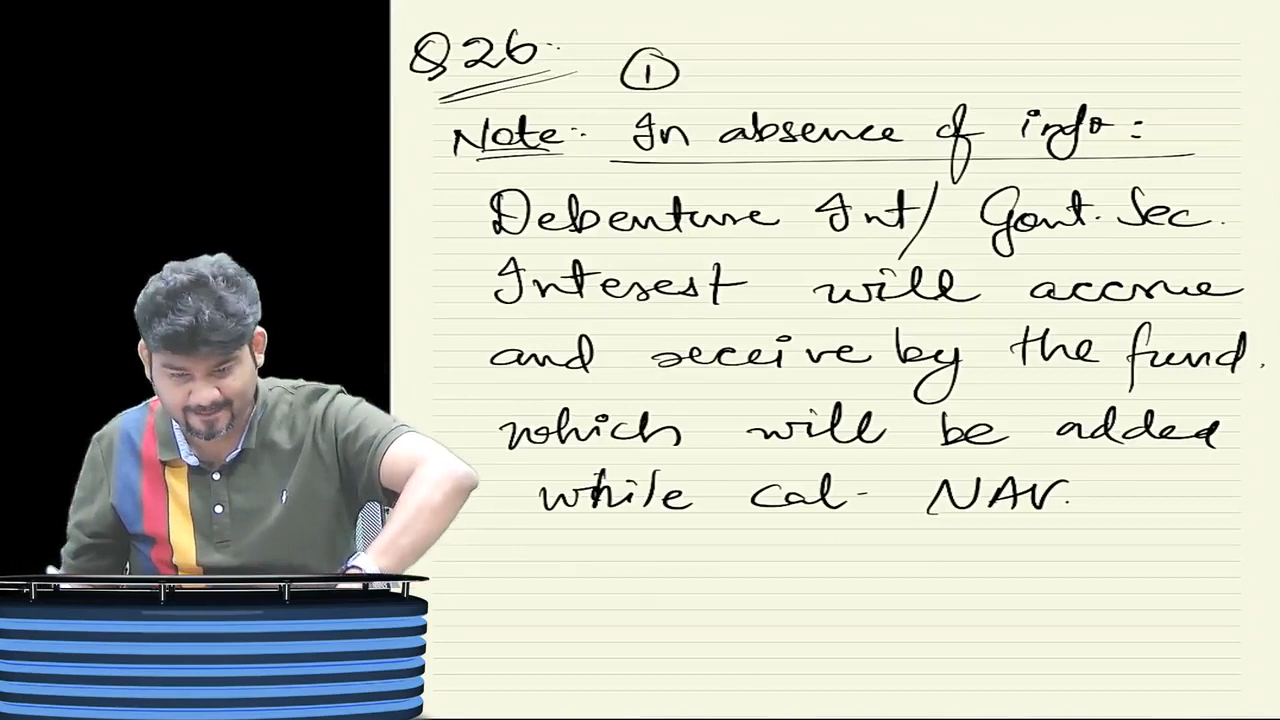 Q26:
①
Note: In absence of info:
Debenture Int/ Govt. Sec.
Interest will accrue
and receive by the fund.
which will be added
while cal- NAV.